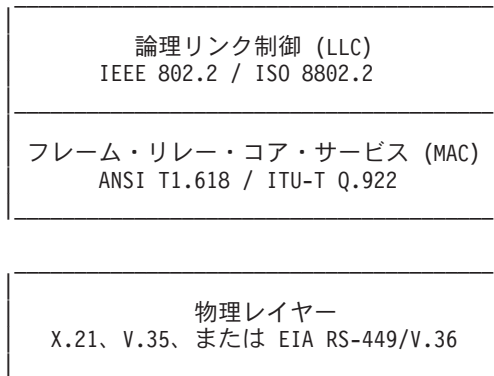 論理リンク制御 (LLC)
IEEE 802.2 / ISO 8802.2
フレーム・リレー・コア・サービス (MAC)
ANSI T1.618 / ITU-T Q.922
物理レイヤー
X.21、V.35、または EIA RS-449/V.36